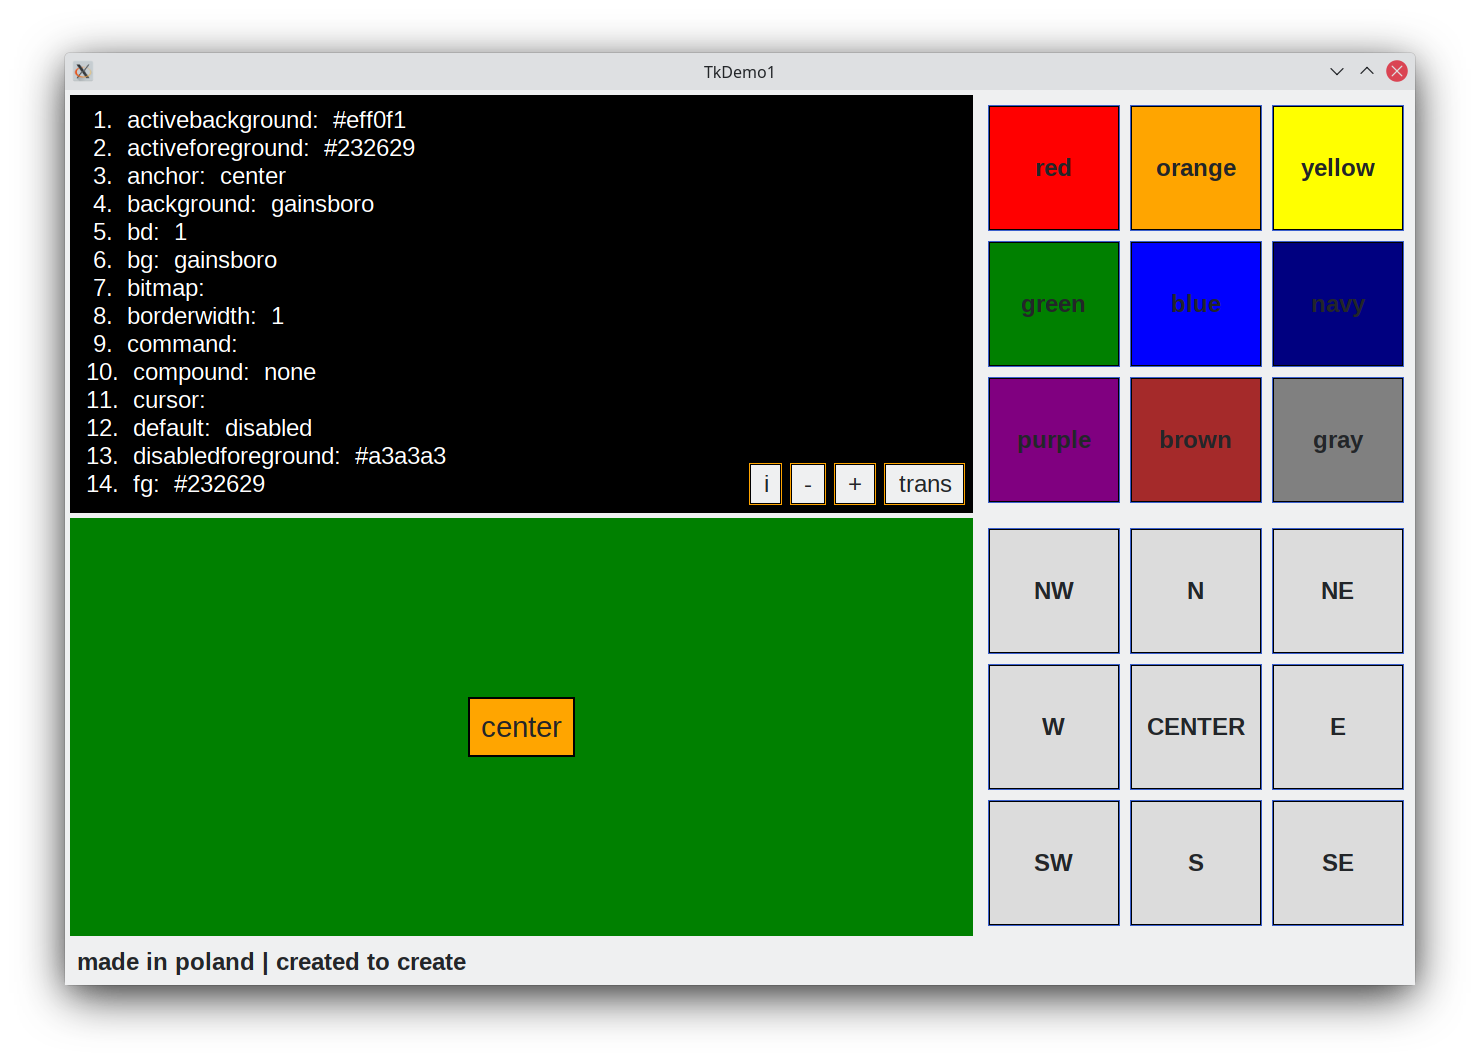 TkDemo1
1. activebackground: #eff0f1
2. activeforeground: #232629
3. anchor: center
4. background: gainsboro
5. bd: 1
6. bg: gainsboro
7. bitmap:
8. borderwidth: 1
9. command:
10. compound: none
11. cursor:
12. default: disabled
13. disabledforeground: #a3a3a3
14. fg: #232629
i - + trans
center
red orange yellow
green blue navy
purple brown gray
NW N NE
W CENTER E
SW S SE
made in poland | created to create